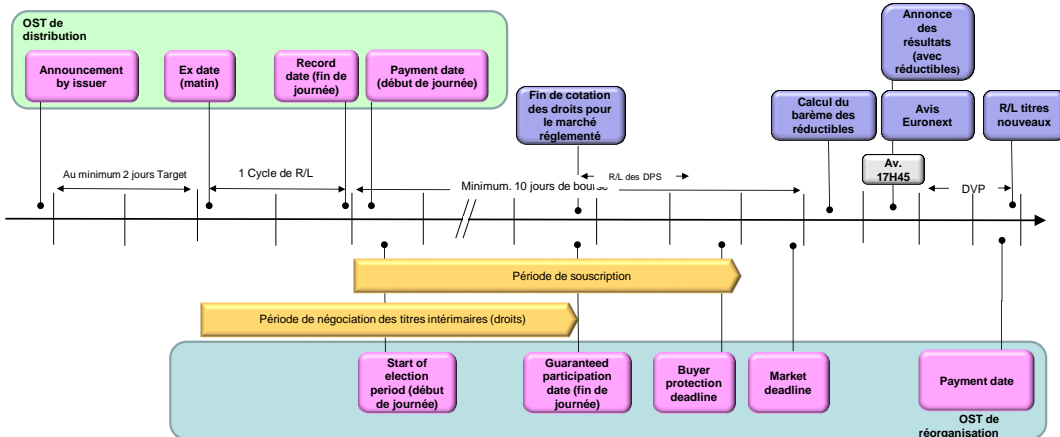 OST de
distribution
Announcement
by issuer
Ex date
(matin)
Record
date (fin de
journée)
Payment date
(début de journée)
Fin de cotation
des droits pour
le marché
réglementé
Annonce
des
résultats
(avec
réductibles)
Calcul du
barème des
réductibles
Avis
Euronext
R/L titres
nouveaux
Av.
17H45
Au minimum 2 jours Target
1 Cycle de R/L
Minimum. 10 jours de bourse
R/L des DPS
DVP
Période de souscription
Période de négociation des titres intérimaires (droits)
Start of
election
period (début
de journée)
Guaranteed
participation
date (fin de
journée)
Buyer
protection
deadline
Market
deadline
Payment date
OST de
réorganisation